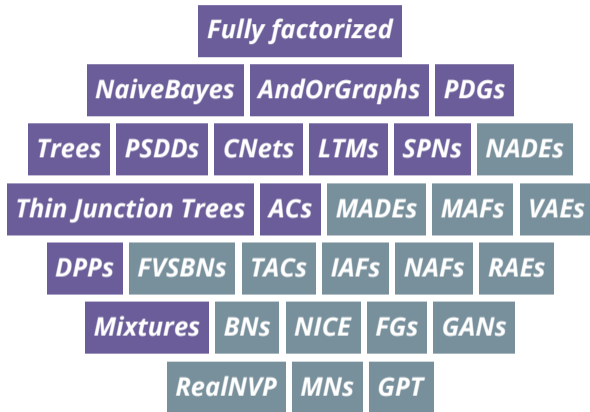 Fully factorized
NaiveBayes AndOrGraphs PDGs
Trees PSDDs CNets LTMs SPNs NADEs
Thin Junction Trees ACs MADEs MAFs VAEs
DPPs FVSBNs TACs IAFs NAFs RAEs
Mixtures BNs NICE FGs GANs
RealNVP MNs GPT